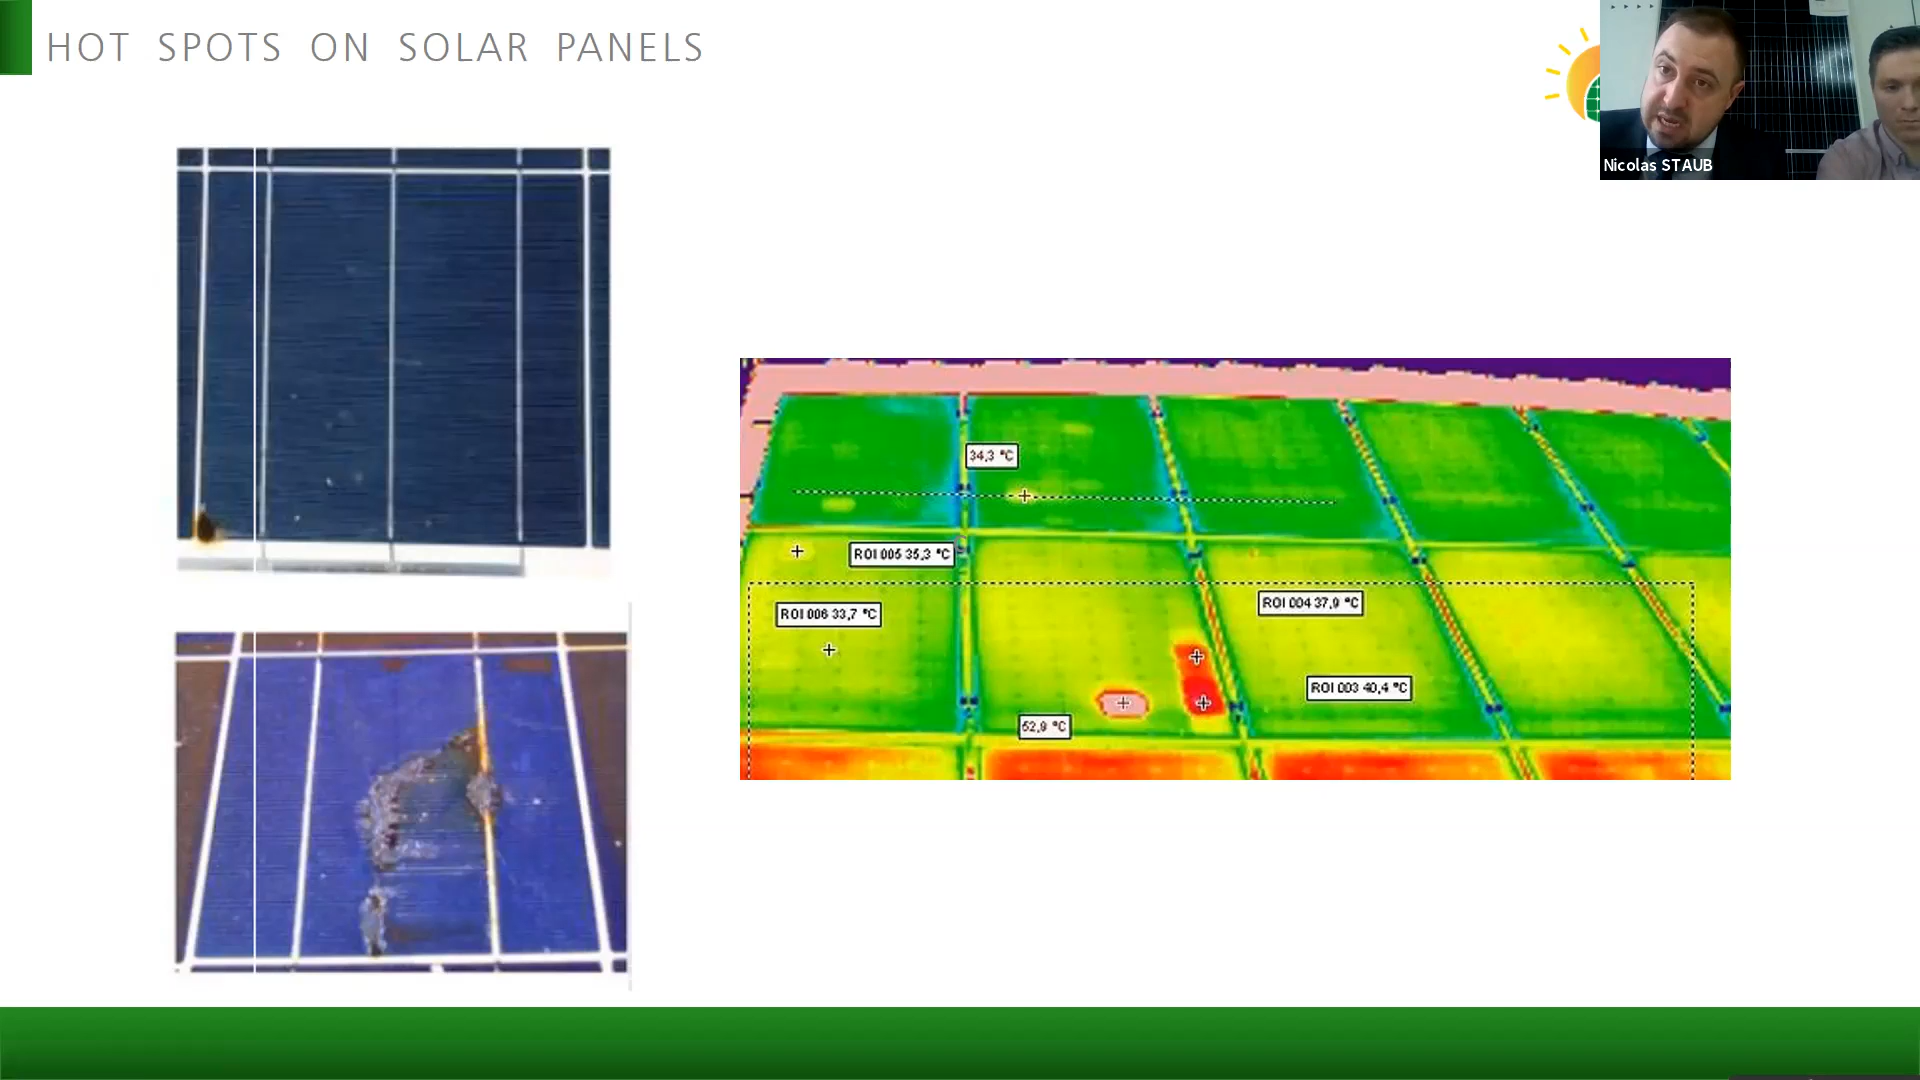 HOT SPOTS ON SOLAR PANELS
Nicolas STAUB
34,3 °C
ROI 005 35,3 °C
ROI 006 33,7 °C
ROI 004 37,9 °C
ROI 003 40,4 °C
52,9 °C